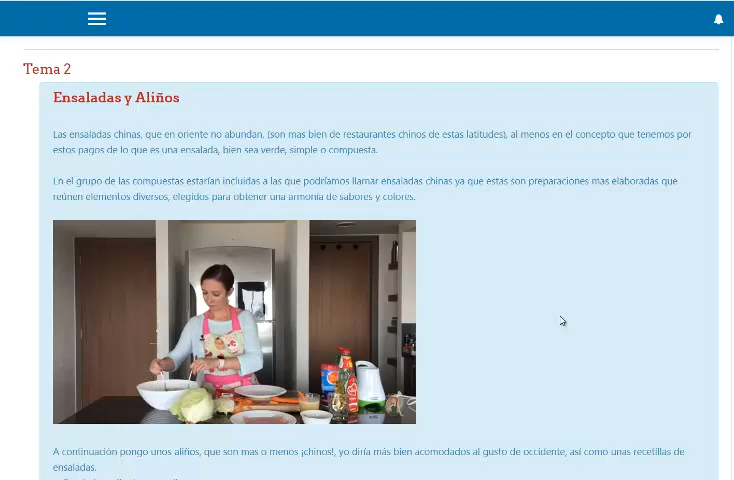 Tema 2
Ensaladas y Aliños
Las ensaladas chinas, que en oriente no abundan, (son mas bien de restaurantes chinos de estas latitudes), al menos en el concepto que tenemos por
estos pagos de lo que es una ensalada, bien sea verde, simple o compuesta.
En el grupo de las compuestas estarían incluidas a las que podríamos llamar ensaladas chinas ya que estas son preparaciones mas elaboradas que
reúnen elementos diversos, elegidos para obtener una armonía de sabores y colores.
A continuación pongo unos aliños, que son mas o menos ¡chinos!, yo diría más bien acomodados al gusto de occidente, así como unas recetillas de
ensaladas.